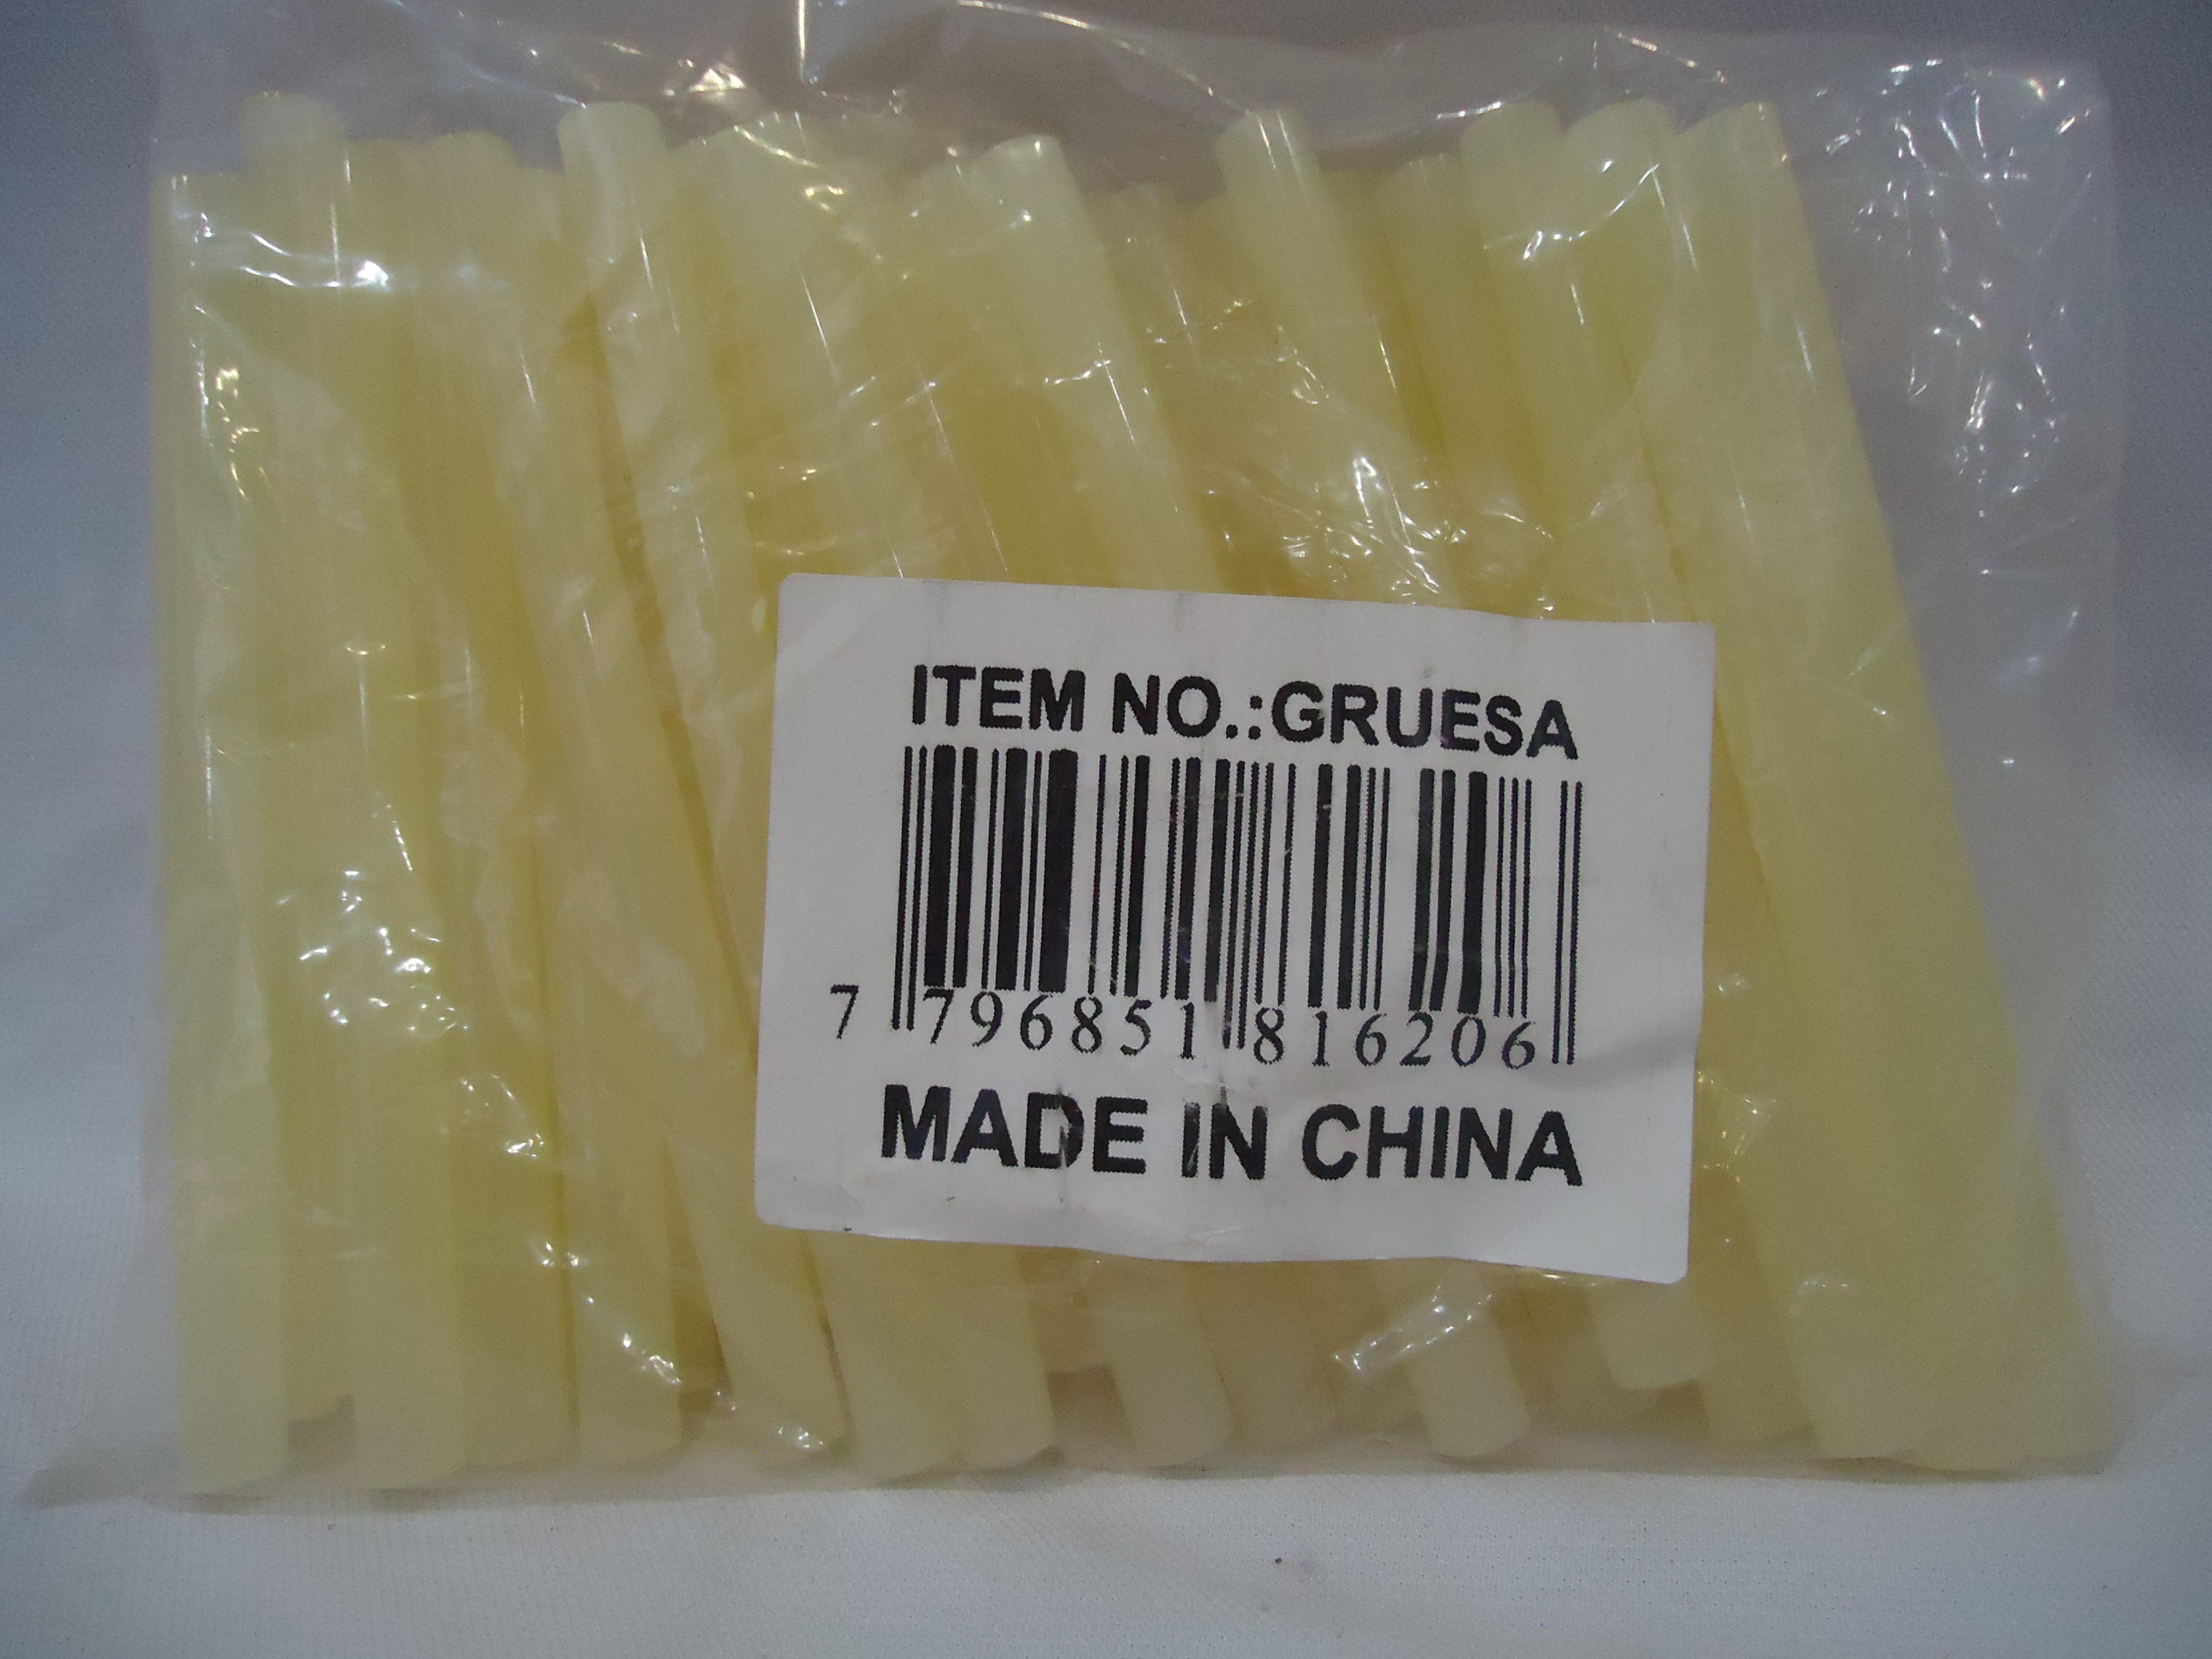 ITEM NO.:GRUESA
7 796851 816206
MADE IN CHINA